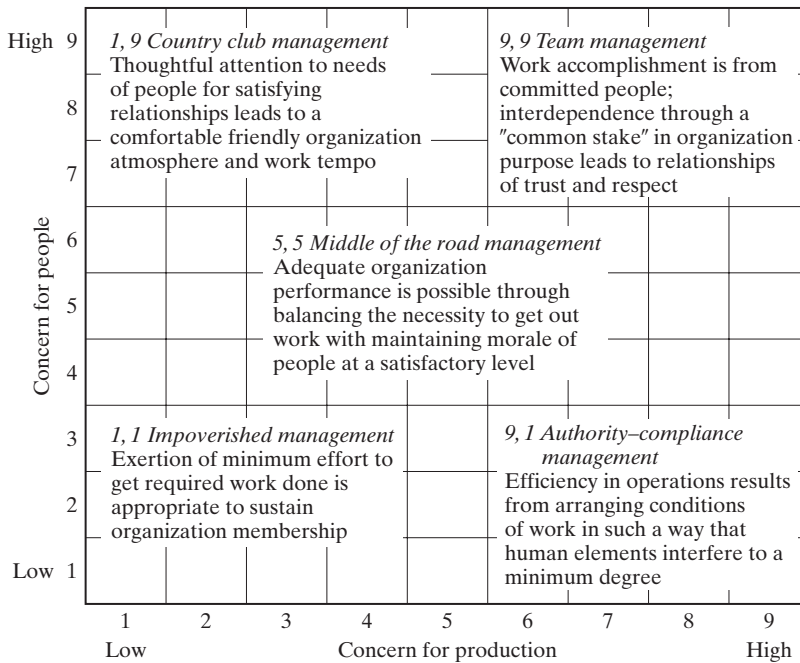 High 9
8
7
6
5
4
3
2
Low 1
Concern for people
1, 9 Country club management
Thoughtful attention to needs
of people for satisfying
relationships leads to a
comfortable friendly organization
atmosphere and work tempo
9, 9 Team management
Work accomplishment is from
committed people;
interdependence through a
"common stake" in organization
purpose leads to relationships
of trust and respect
5, 5 Middle of the road management
Adequate organization
performance is possible through
balancing the necessity to get out
work with maintaining morale of
people at a satisfactory level
1, 1 Impoverished management
Exertion of minimum effort to
get required work done is
appropriate to sustain
organization membership
9, 1 Authority–compliance
management
Efficiency in operations results
from arranging conditions
of work in such a way that
human elements interfere to a
minimum degree
1 2 3 4 5 6 7 8 9
Low Concern for production High